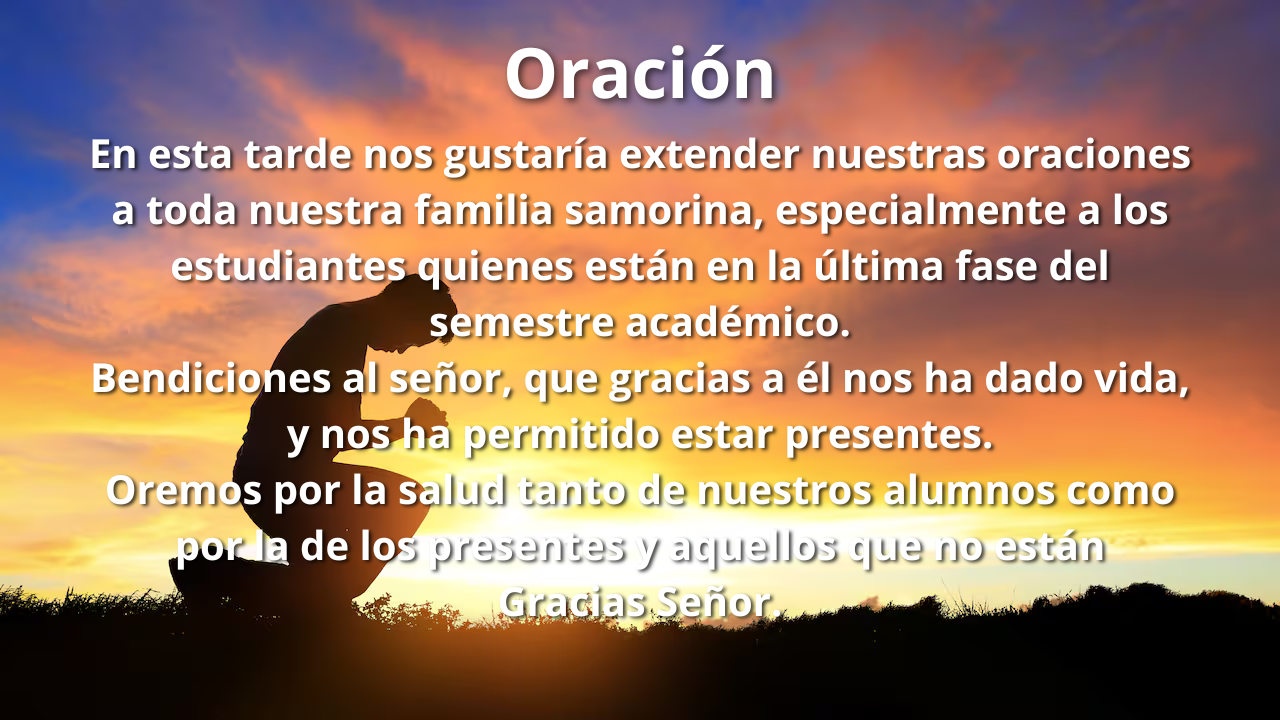 Oración
En esta tarde nos gustaría extender nuestras oraciones
a toda nuestra familia samorina, especialmente a los
estudiantes quienes están en la última fase del
semestre académico.
Bendiciones al señor, que gracias a él nos ha dado vida,
y nos ha permitido estar presentes.
Oremos por la salud tanto de nuestros alumnos como
por la de los presentes y aquellos que no están
Gracias Señor.